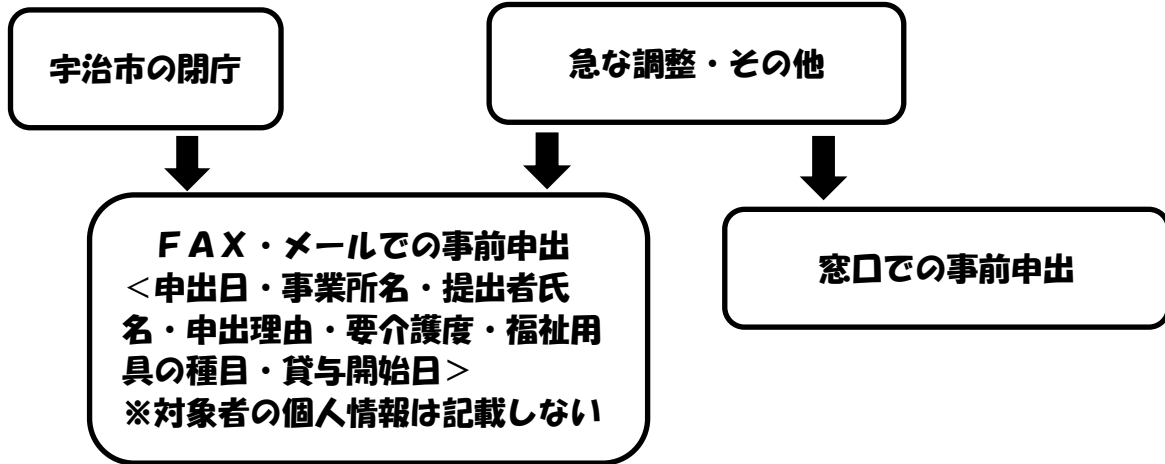 宇治市の閉庁
急な調整・その他
ＦＡＸ・メールでの事前申出
＜申出日・事業所名・提出者氏
名・申出理由・要介護度・福祉用
具の種目・貸与開始日＞
※対象者の個人情報は記載しない
窓口での事前申出